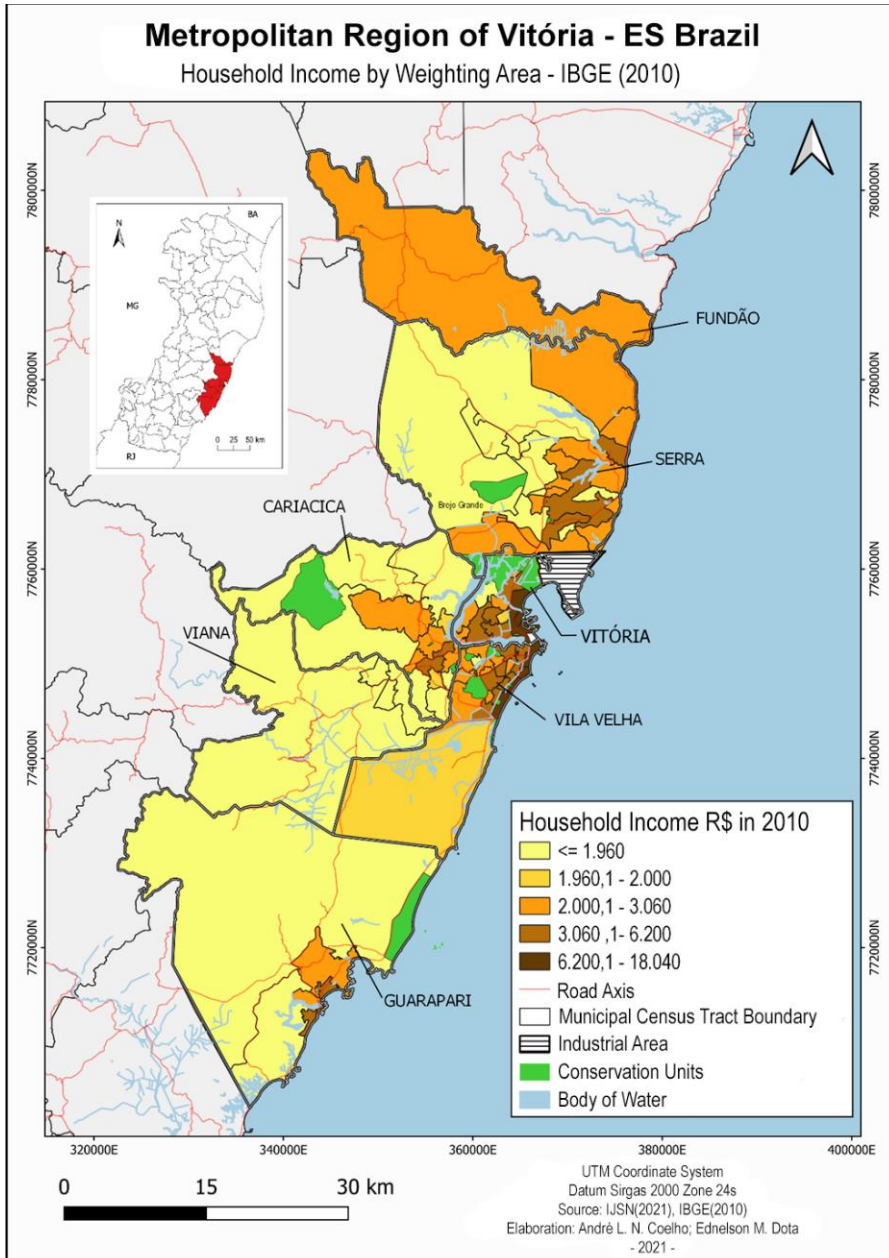 Metropolitan Region of Vitória - ES Brazil
Household Income by Weighting Area - IBGE (2010)
7800000N
7800000N
N
BA
MG
RJ
0 25 50 km
FUNDÃO
7780000N
7780000N
SERRA
CARIACICA
Brejo Grande
7760000N
7760000N
VIANA
VITÓRIA
VILA VELHA
7740000N
7740000N
GUARAPARI
7720000N
7720000N
Household Income R$ in 2010
<= 1.960
1.960,1 - 2.000
2.000,1 - 3.060
3.060 ,1- 6.200
6.200,1 - 18.040
Road Axis
Municipal Census Tract Boundary
Industrial Area
Conservation Units
Body of Water
320000E 340000E 360000E 380000E 400000E
0 15 30 km
UTM Coordinate System
Datum Sirgas 2000 Zone 24s
Source: IJSN(2021), IBGE(2010)
Elaboration: André L. N. Coelho; Ednelson M. Dota
- 2021 -